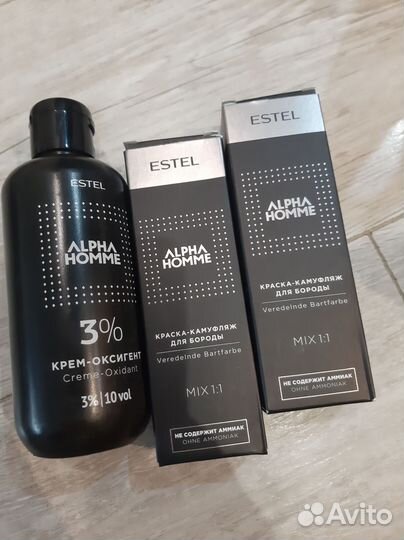 ESTEL
ALPHA
HOMME
3%
КРЕМ-ОКСИГЕНТ
Creme-Oxidant
3% | 10 vol
ESTEL
ALPHA
HOMME
КРАСКА-КАМУФЛЯЖ
ДЛЯ БОРОДЫ
Veredelnde Bartfarbe
MIX 1:1
НЕ СОДЕРЖИТ АММИАК
OHNE AMMONIAK
ESTEL
ALPHA
HOMME
КРАСКА-КАМУФЛЯЖ
ДЛЯ БОРОДЫ
Veredelnde Bartfarbe
MIX 1:1
НЕ СОДЕРЖИТ АММИАК
OHNE AMMONIAK
Avito